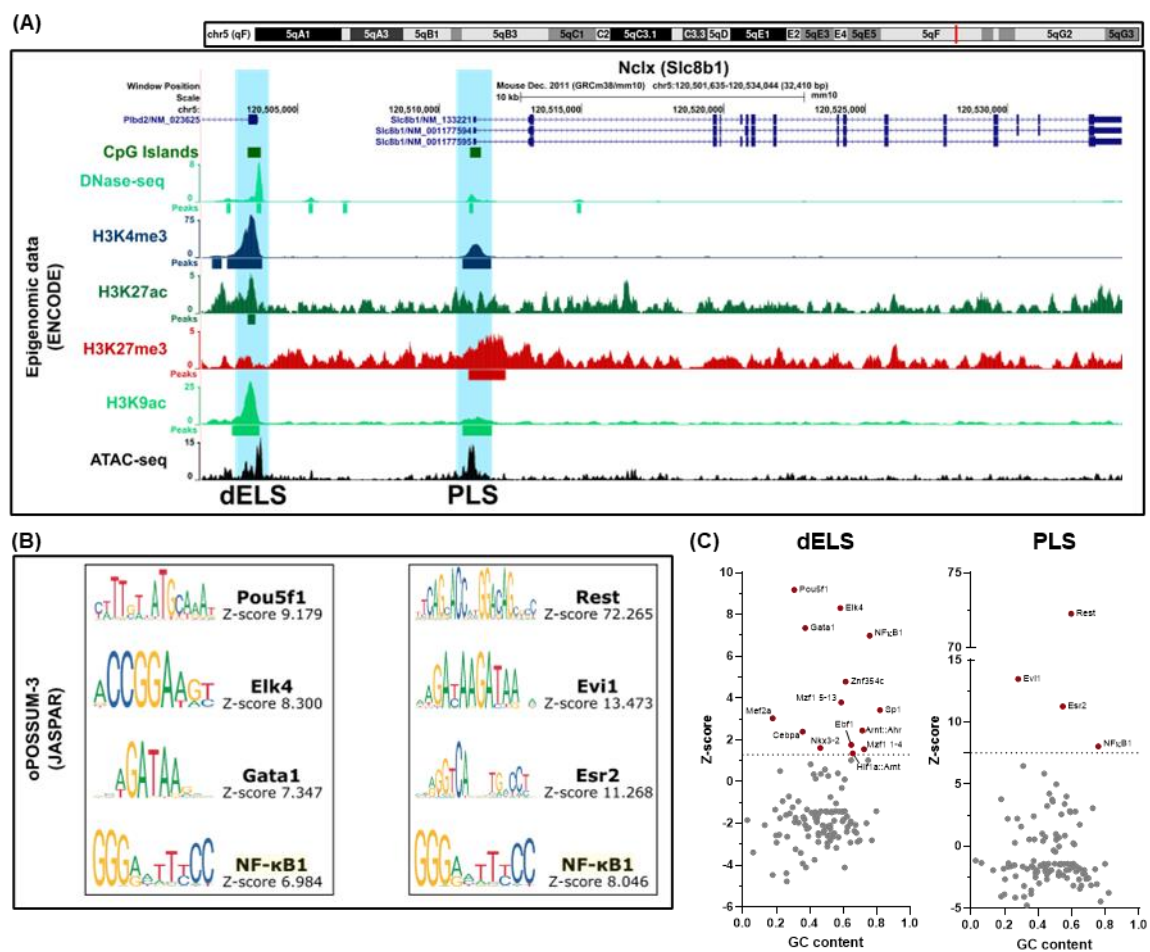 (A)
chr5 (qF) 5qA1 5qA3 5qB1 5qB3 5qC1 C2 5qC3.1 C3.3 5qD 5qE1 E2 5qE3 E4 5qE5 5qF 5qG2 5qG3
Nclx (Slc8b1)
Window Position Mouse Dec. 2011 (GRCm38/mm10) chr5:120,501,635-120,534,044 (32,410 bp)
Scale 10 kb mm10
chr5: 120,505,000 120,510,000 120,515,000 120,520,000 120,525,000 120,530,000
Plbd2/NM_023625 Slc8b1/NM_133221
Slc8b1/NM_001177594
Slc8b1/NM_001177595
CpG Islands
DNase-seq
8
0
Peaks
H3K4me3
75
0
Peaks
H3K27ac
5
0
Peaks
H3K27me3
5
0
Peaks
H3K9ac
25
0
Peaks
ATAC-seq
15
0
dELS PLS
Epigenomic data
(ENCODE)
(B)
oPOSSUM-3
(JASPAR)
Pou5f1
Z-score 9.179
Elk4
Z-score 8.300
Gata1
Z-score 7.347
NF-κB1
Z-score 6.984
Rest
Z-score 72.265
Evi1
Z-score 13.473
Esr2
Z-score 11.268
NF-κB1
Z-score 8.046
(C)
dELS
Z-score
10
8
6
4
2
0
-2
-4
-6
0.0 0.2 0.4 0.6 0.8 1.0
GC content
Pou5f1
Elk4
Gata1
NFκB1
Znf354c
Mzf1 5-13
Sp1
Mef2a
Ebf1
Arnt::Ahr
Cebpa
Nkx3-2
Mzf1 1-4
Hif1a::Arnt
PLS
Z-score
75
70
15
10
5
0
-5
0.0 0.2 0.4 0.6 0.8 1.0
GC content
Rest
Evi1
Esr2
NFκB1